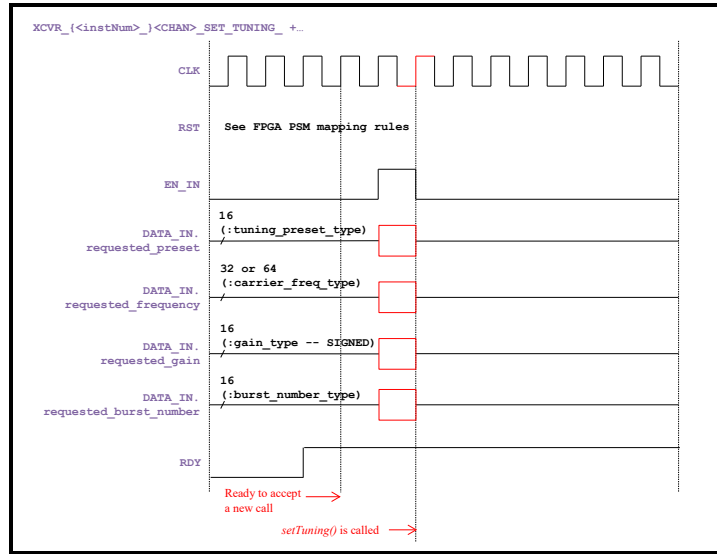 XCVR_{<instNum>_}<CHAN>_SET_TUNING_ +…
CLK
RST
See FPGA PSM mapping rules
EN_IN
16
(:tuning_preset_type)
DATA_IN.
requested_preset
32 or 64
(:carrier_freq_type)
DATA_IN.
requested_frequency
16
(:gain_type -- SIGNED)
DATA_IN.
requested_gain
16
(:burst_number_type)
DATA_IN.
requested_burst_number
RDY
Ready to accept
a new call
setTuning() is called